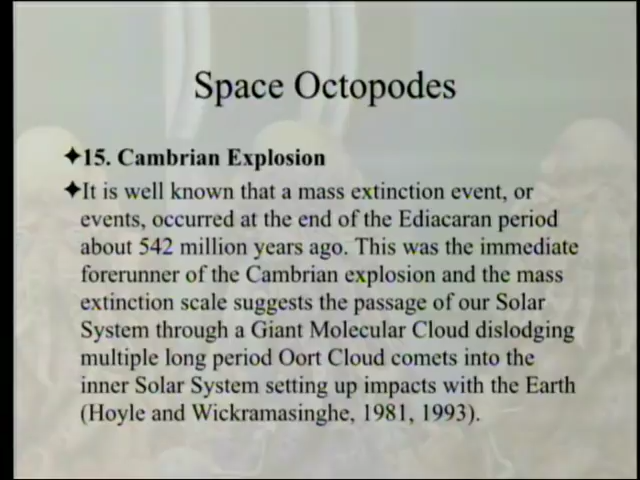 Space Octopodes
✦15. Cambrian Explosion
✦It is well known that a mass extinction event, or
events, occurred at the end of the Ediacaran period
about 542 million years ago. This was the immediate
forerunner of the Cambrian explosion and the mass
extinction scale suggests the passage of our Solar
System through a Giant Molecular Cloud dislodging
multiple long period Oort Cloud comets into the
inner Solar System setting up impacts with the Earth
(Hoyle and Wickramasinghe, 1981, 1993).